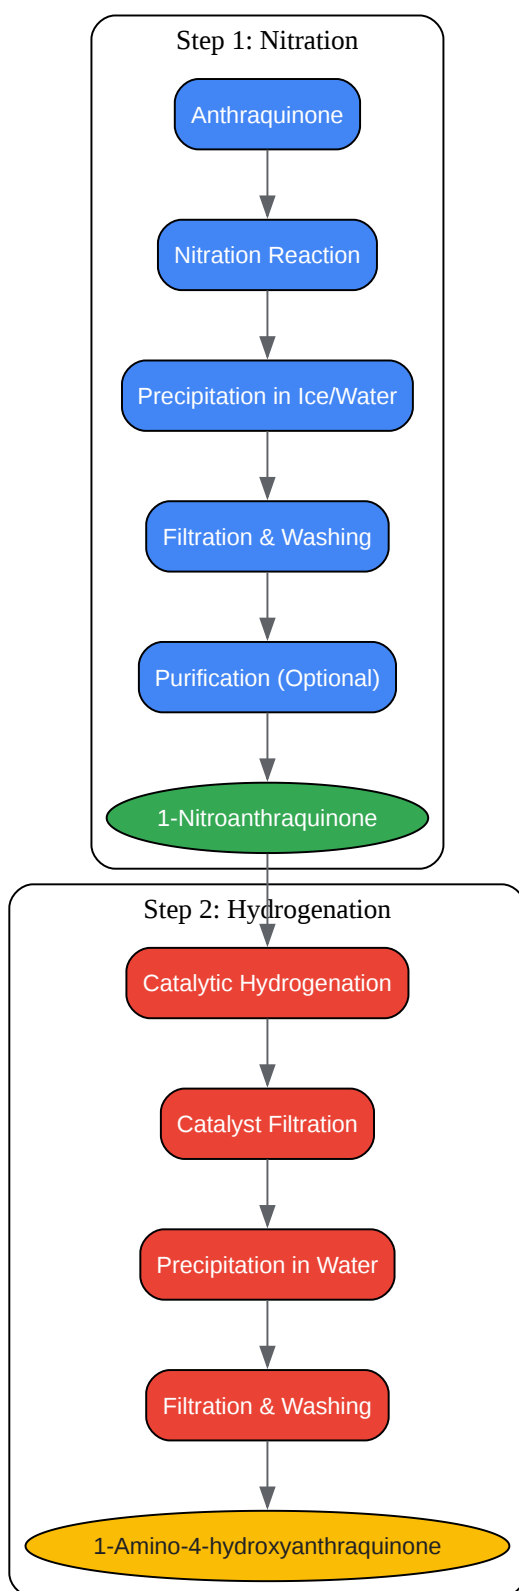 Step 1: Nitration
Anthraquinone
Nitration Reaction
Precipitation in Ice/Water
Filtration & Washing
Purification (Optional)
1-Nitroanthraquinone
Step 2: Hydrogenation
Catalytic Hydrogenation
Catalyst Filtration
Precipitation in Water
Filtration & Washing
1-Amino-4-hydroxyanthraquinone